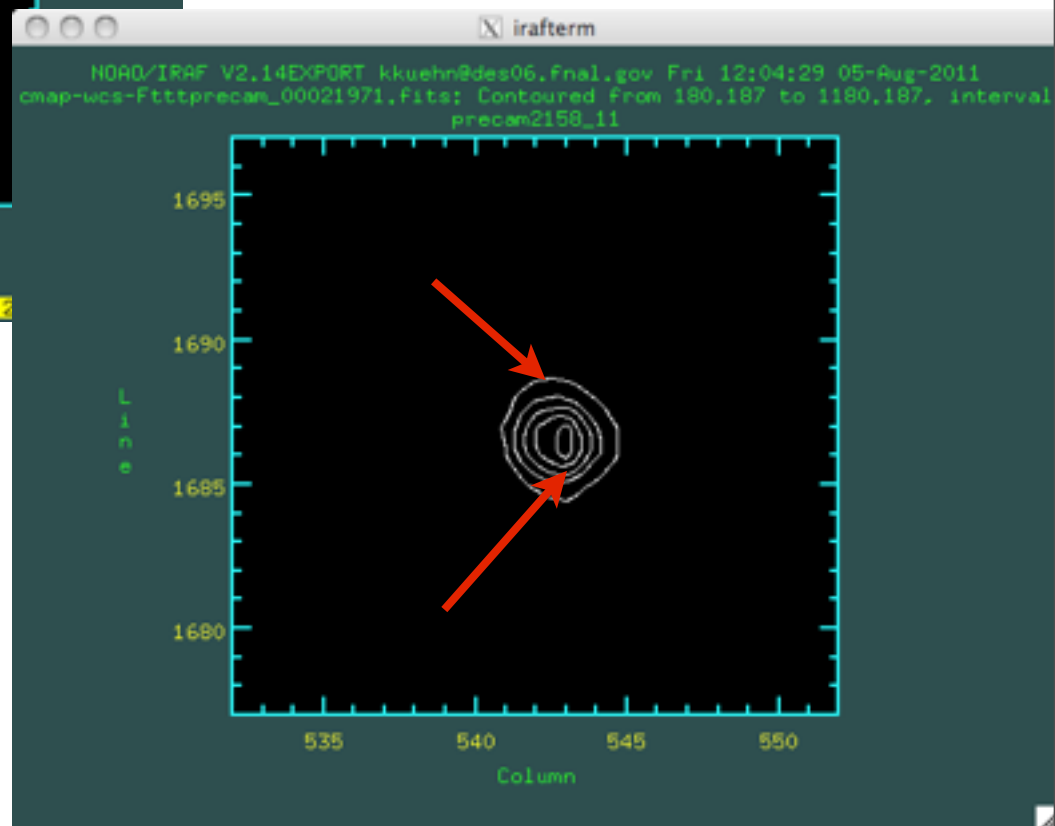 irafterm
NOAO/IRAF V2.14EXPORT kkuehn@des06.fnal.gov Fri 12:04:29 05-Aug-2011
cmap-wcs-Ftttprecam_00021971.fits: Contoured from 180.187 to 1180.187, interval
precam2158_11
1695
1690
Line
1685
1680
535 540 545 550
Column
2